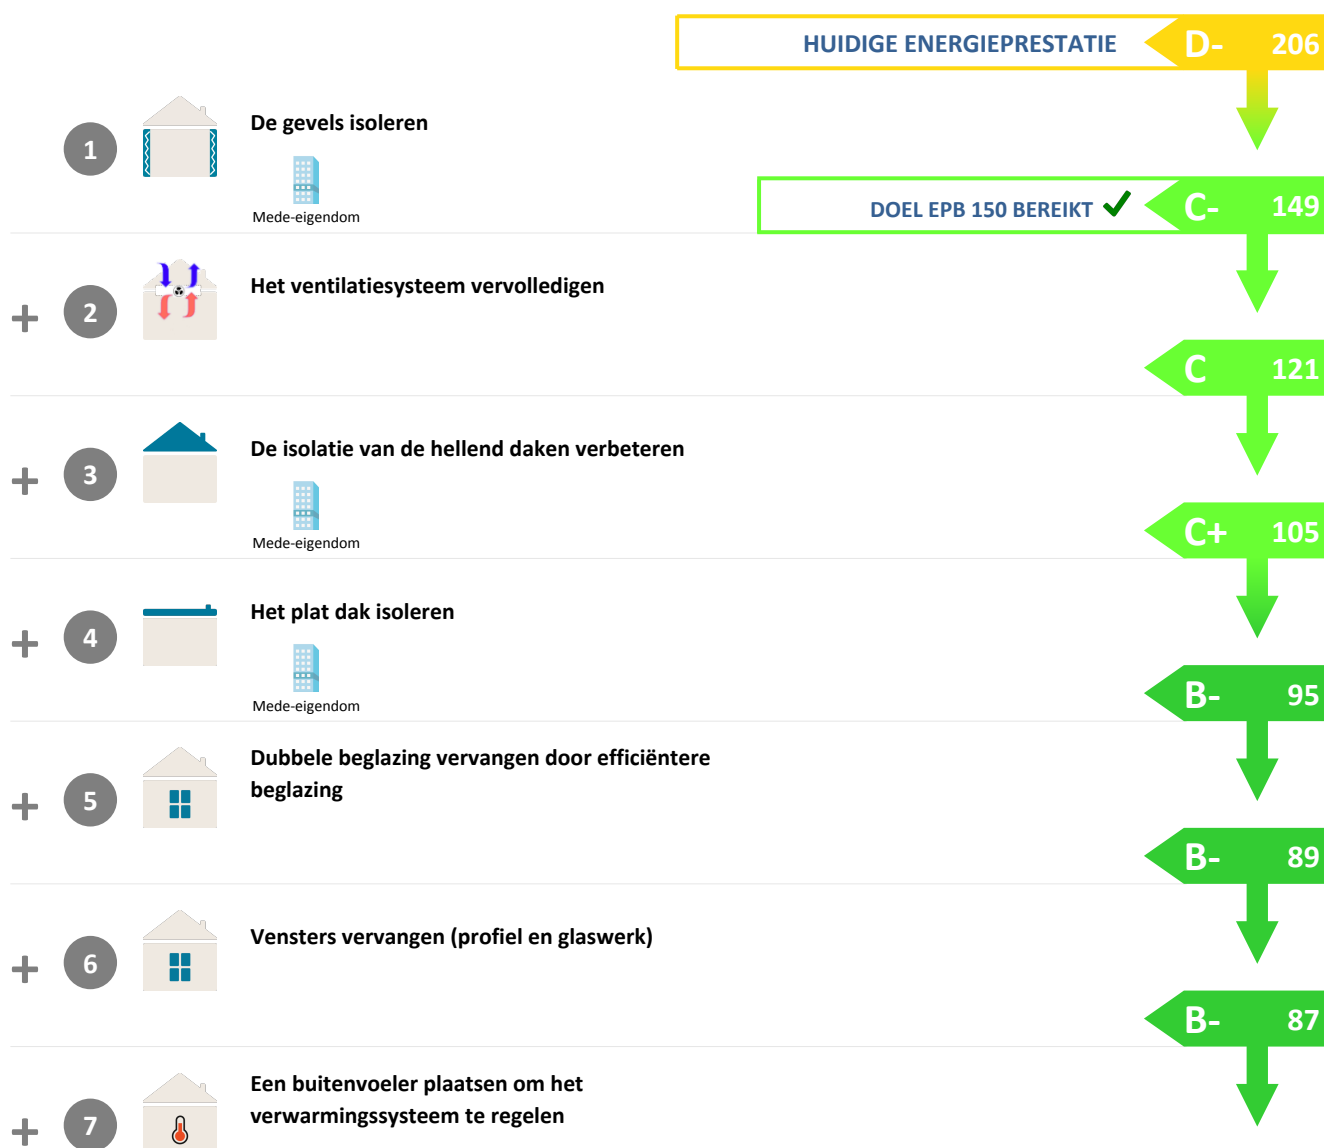 HUIDIGE ENERGIEPRESTATIE D- 206
1 De gevels isoleren
Mede-eigendom
DOEL EPB 150 BEREIKT C- 149
+ 2 Het ventilatiesysteem vervolledigen
C 121
+ 3 De isolatie van de hellend daken verbeteren
Mede-eigendom
C+ 105
+ 4 Het plat dak isoleren
Mede-eigendom
B- 95
+ 5 Dubbele beglazing vervangen door efficiëntere
beglazing
B- 89
+ 6 Vensters vervangen (profiel en glaswerk)
B- 87
+ 7 Een buitenvoeler plaatsen om het
verwarmingssysteem te regelen